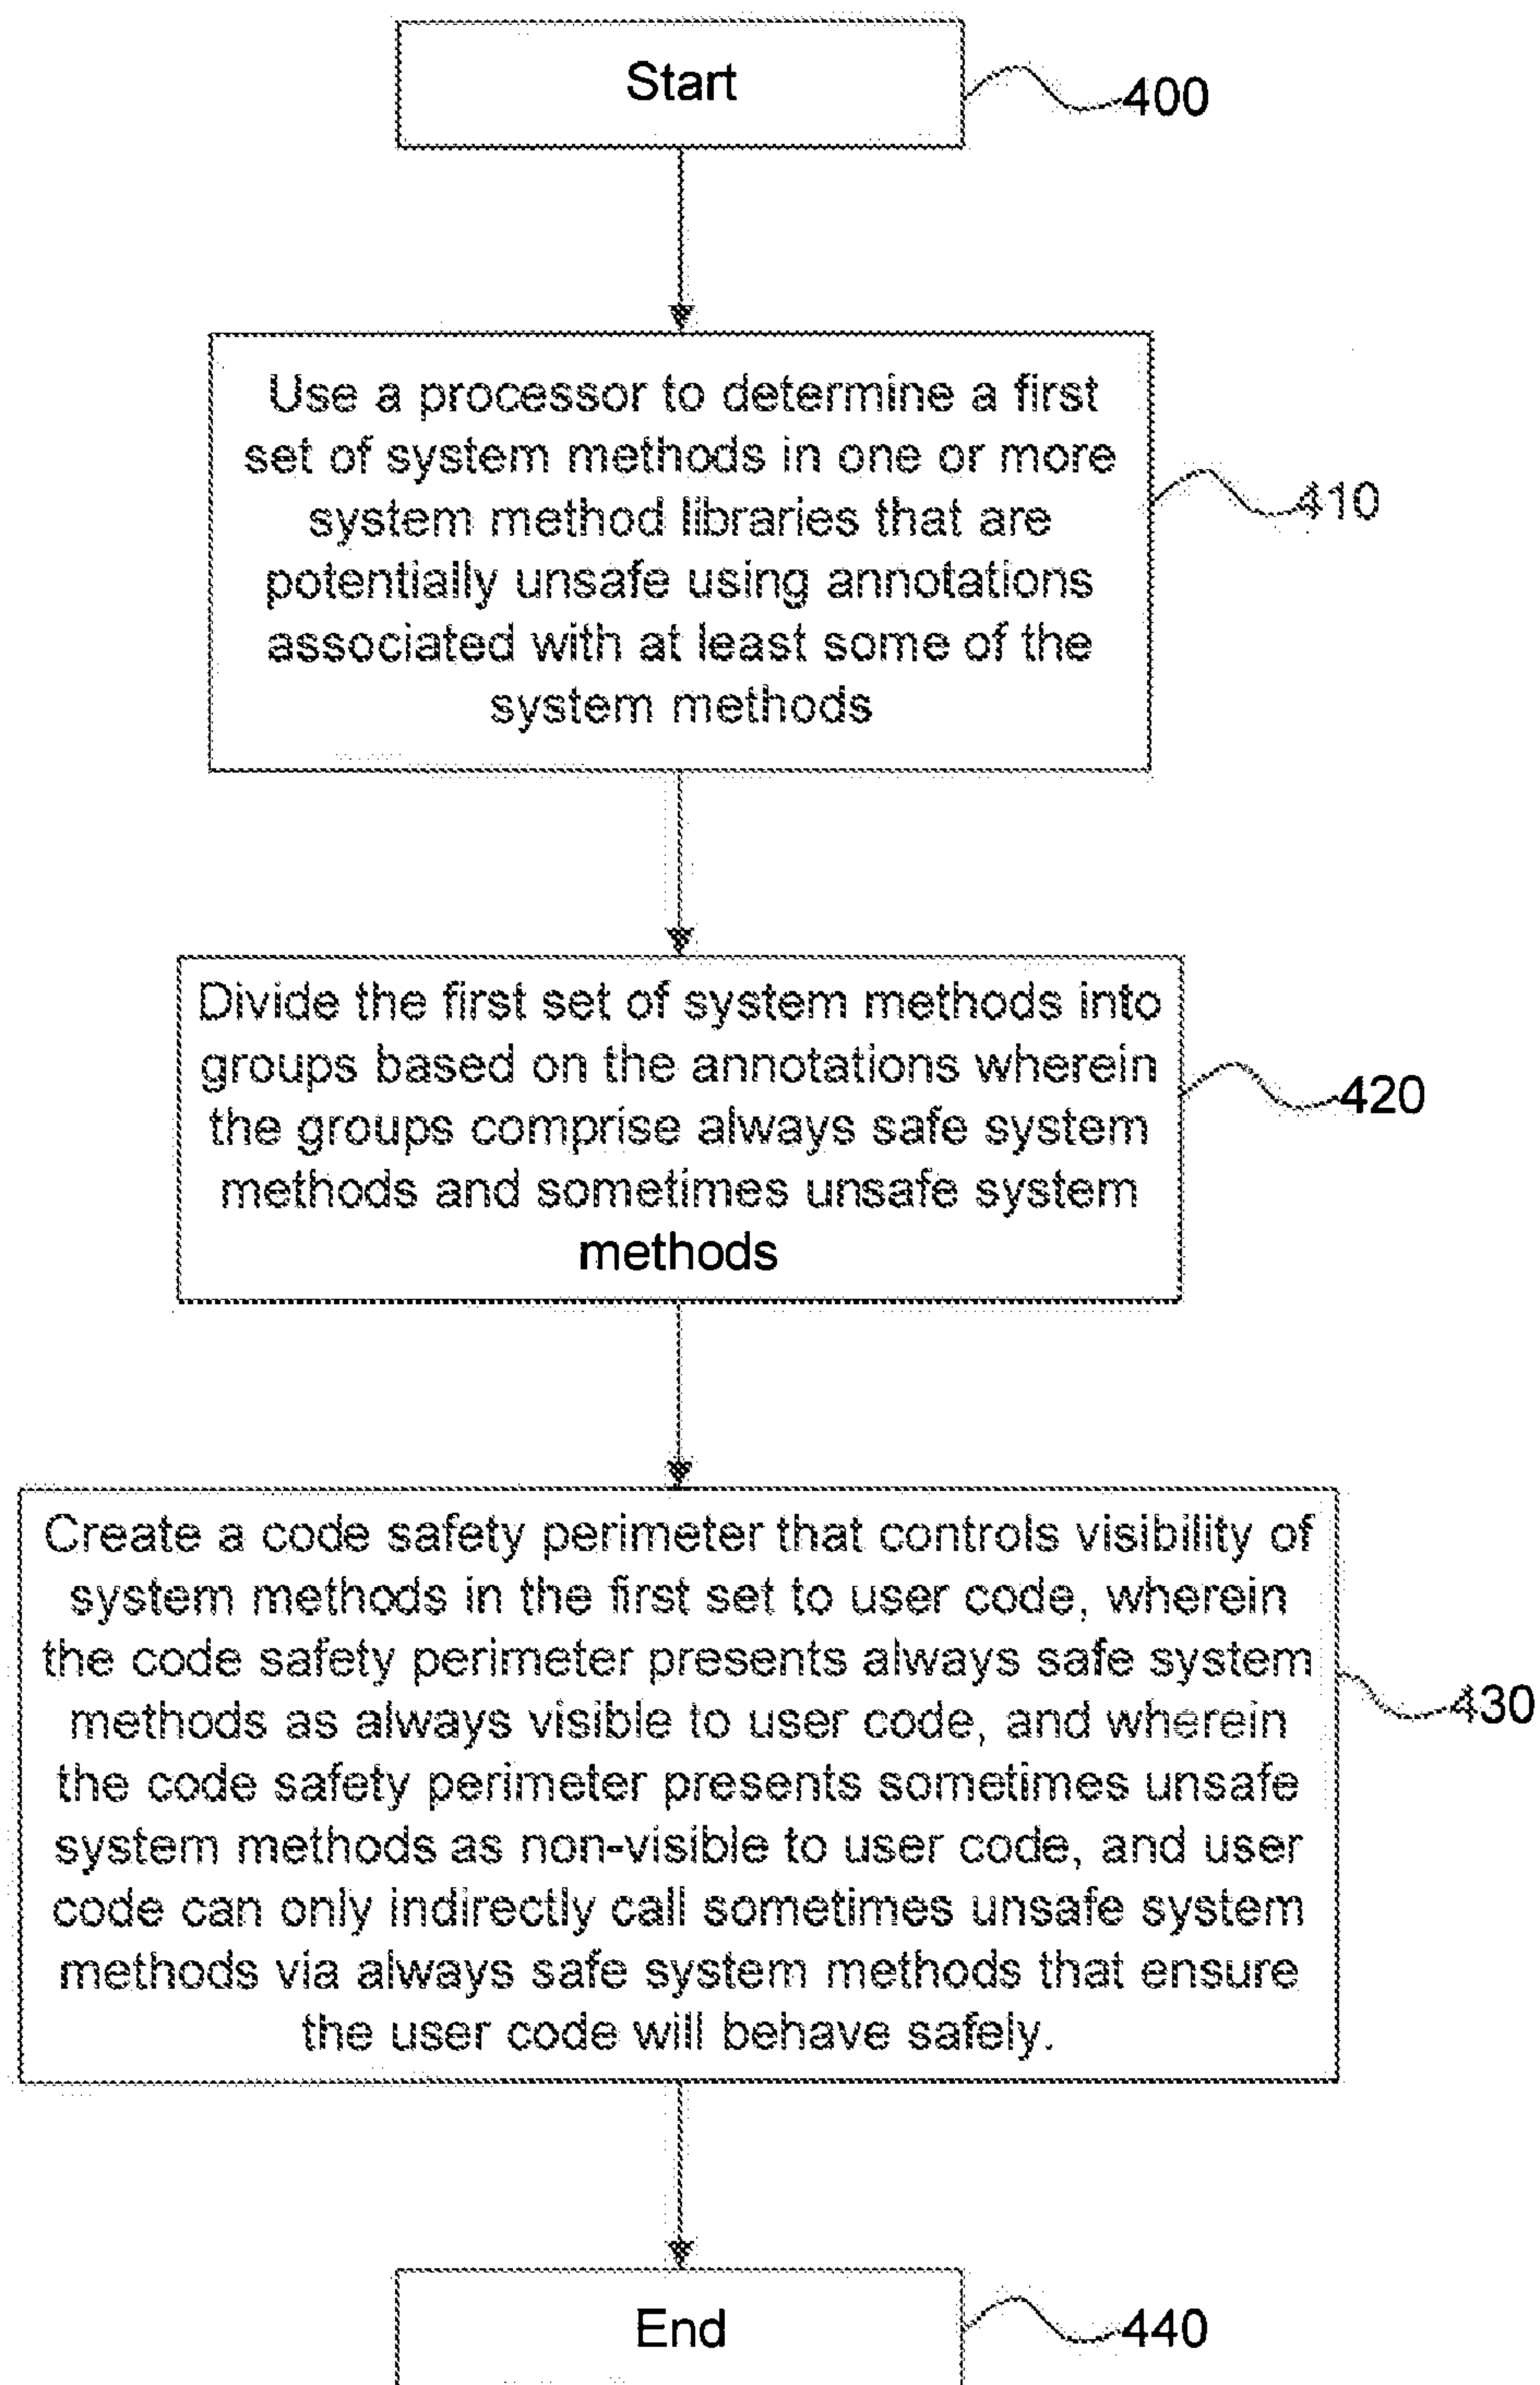 Start
400
Use a processor to determine a first
set of system methods in one or more
system method libraries that are
potentially unsafe using annotations
associated with at least some of the
system methods
410
Divide the first set of system methods into
groups based on the annotations wherein
the groups comprise always safe system
methods and sometimes unsafe system
methods
420
Create a code safety perimeter that controls visibility of
system methods in the first set to user code, wherein
the code safety perimeter presents always safe system
methods as always visible to user code, and wherein
the code safety perimeter presents sometimes unsafe
system methods as non-visible to user code, and user
code can only indirectly call sometimes unsafe system
methods via always safe system methods that ensure
the user code will behave safely.
430
End
440